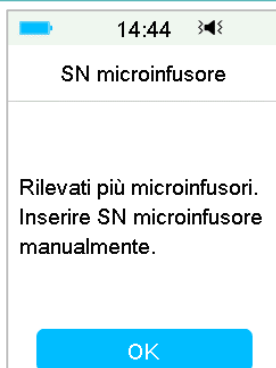 14:44
SN microinfusore
Rilevati più microinfusori.
Inserire SN microinfusore
manualmente.
OK